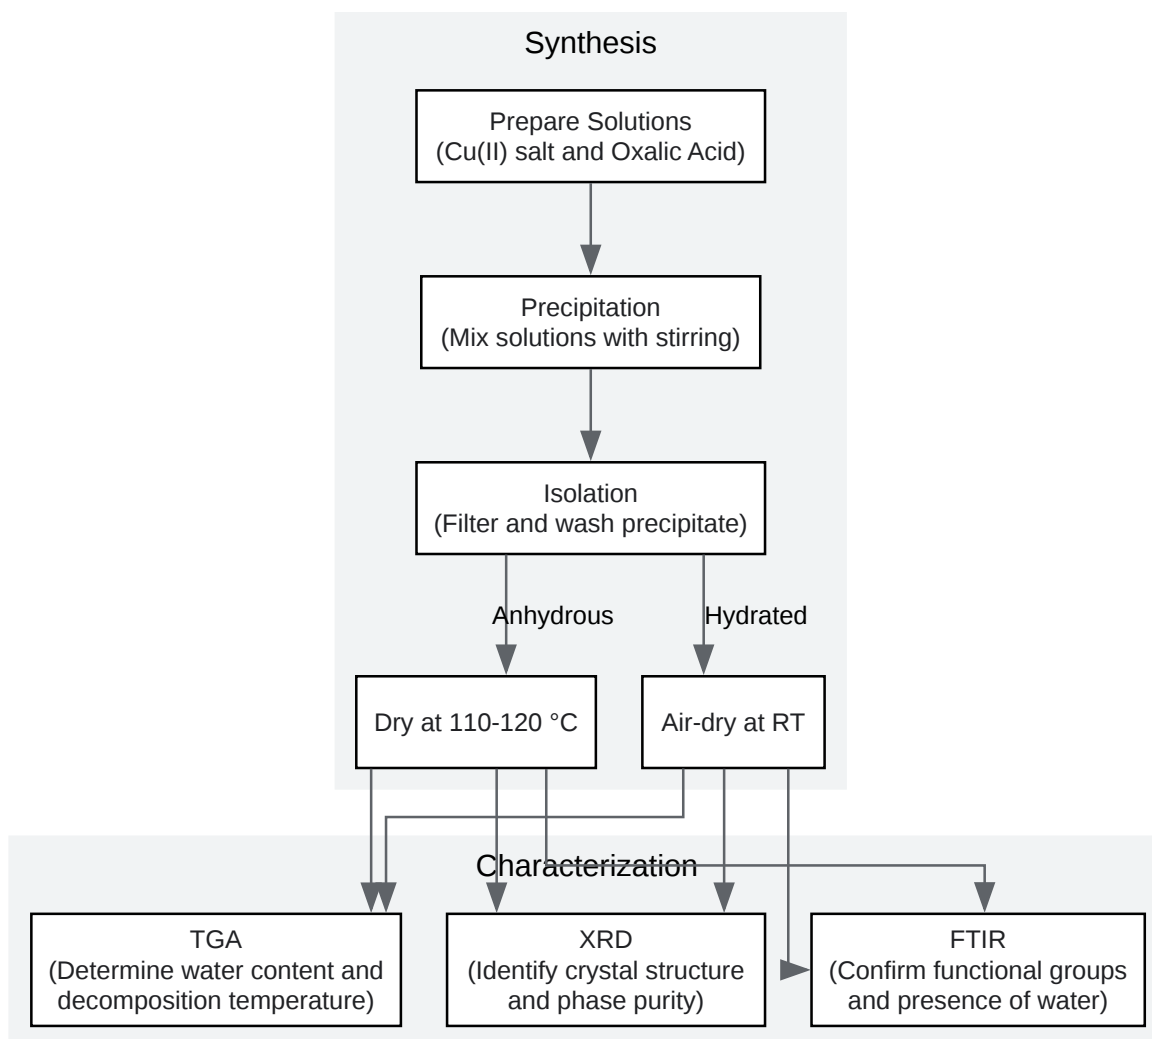 Synthesis
Prepare Solutions
(Cu(II) salt and Oxalic Acid)
Precipitation
(Mix solutions with stirring)
Isolation
(Filter and wash precipitate)
Anhydrous
Hydrated
Dry at 110-120 °C
Air-dry at RT
Characterization
TGA
(Determine water content and
decomposition temperature)
XRD
(Identify crystal structure
and phase purity)
FTIR
(Confirm functional groups
and presence of water)